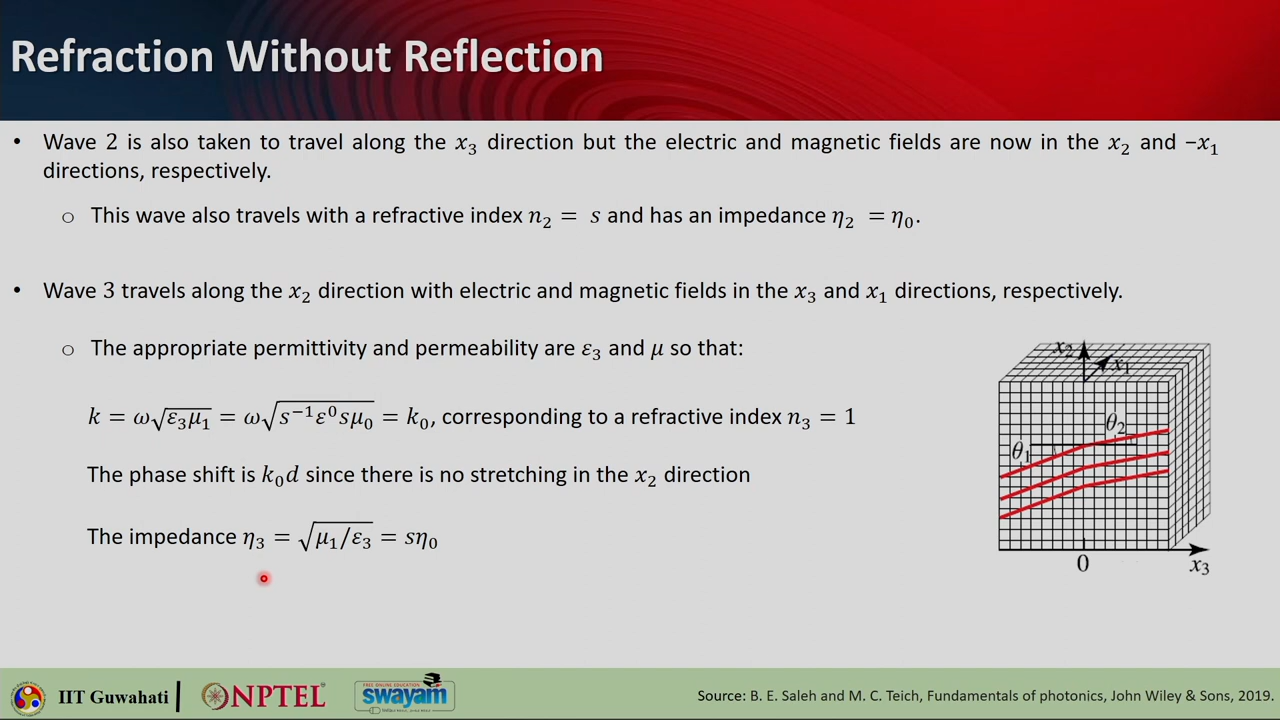 Refraction Without Reflection
• Wave 2 is also taken to travel along the x₃ direction but the electric and magnetic fields are now in the x₂ and −x₁
directions, respectively.
o This wave also travels with a refractive index n₂ = s and has an impedance η₂ = η₀.
• Wave 3 travels along the x₂ direction with electric and magnetic fields in the x₃ and x₁ directions, respectively.
o The appropriate permittivity and permeability are ε₃ and μ so that:
k = ω√ε₃μ₁ = ω√s⁻¹ε⁰sμ₀ = k₀, corresponding to a refractive index n₃ = 1
The phase shift is k₀d since there is no stretching in the x₂ direction
The impedance η₃ = √μ₁/ε₃ = sη₀
x₂
x₁
θ₂
θ₁
0
x₃
IIT Guwahati
NPTEL
FREE ONLINE EDUCATION
swayam
Source: B. E. Saleh and M. C. Teich, Fundamentals of photonics, John Wiley & Sons, 2019.